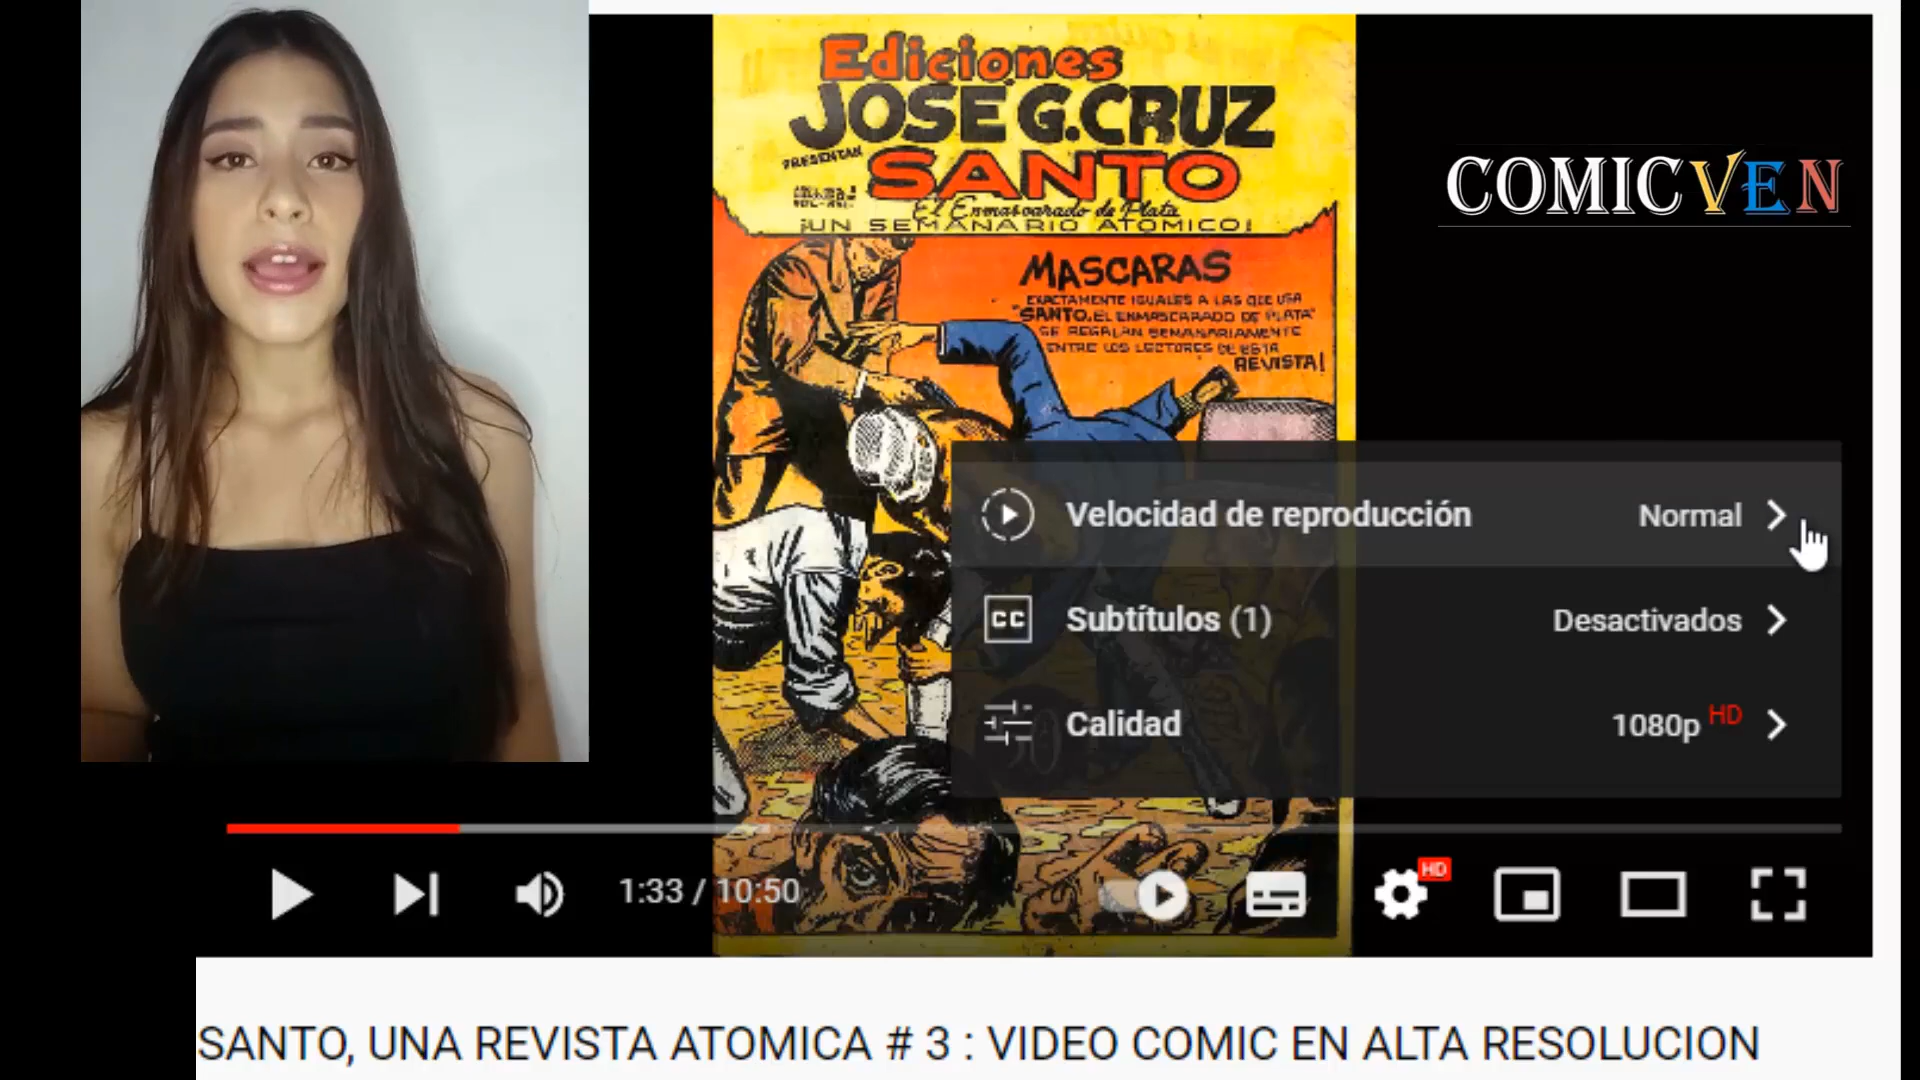 Ediciones
JOSE G. CRUZ
PRESENTAN
SANTO
El Enmascarado de Plata
¡UN SEMANARIO ATOMICO!
COMICVEN
MASCARAS
EXACTAMENTE IGUALES A LAS QUE USA
"SANTO, EL ENMASCARADO DE PLATA"
SE REGALAN SEMANARIAMENTE
ENTRE LOS LECTORES DE ESTA
REVISTA!
Velocidad de reproducción Normal
CC Subtítulos (1) Desactivados
Calidad 1080p HD
1:33 / 10:50
HD
SANTO, UNA REVISTA ATOMICA # 3 : VIDEO COMIC EN ALTA RESOLUCION